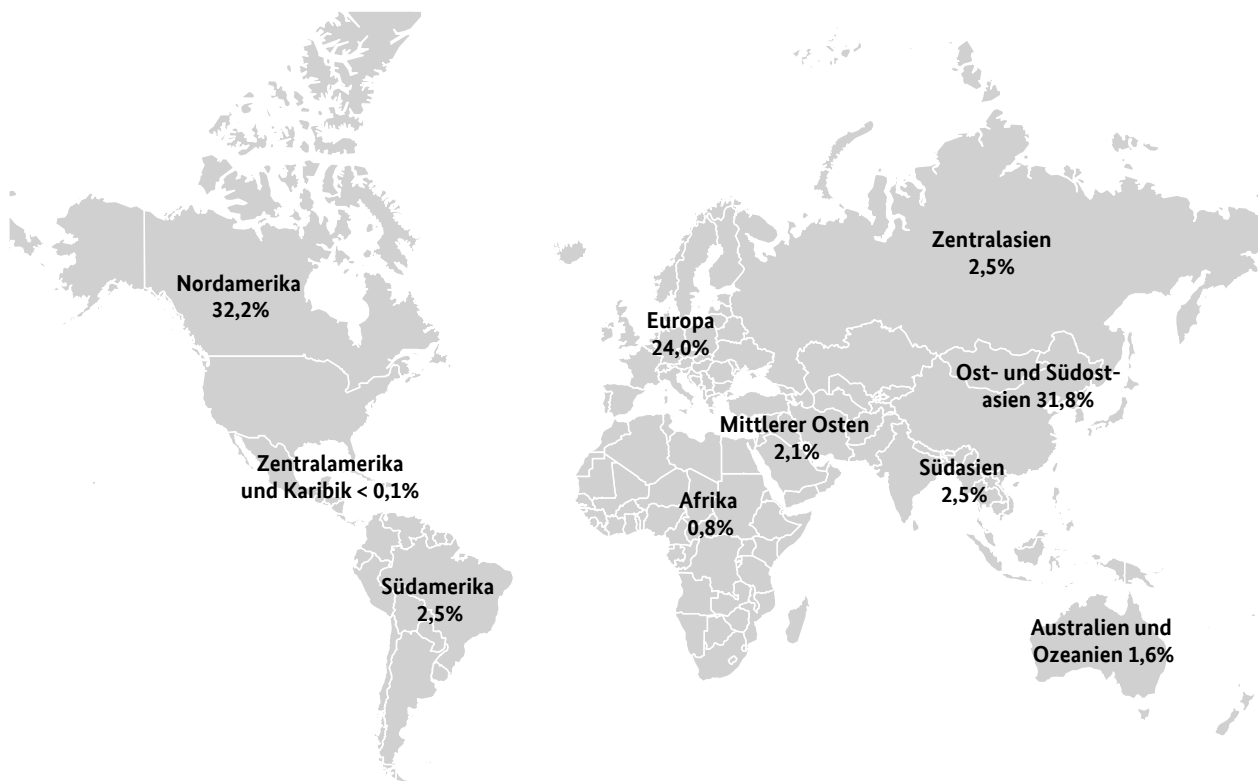 Zentralasien
2,5%
Nordamerika
32,2%
Europa
24,0%
Ost- und Südost-
asien 31,8%
Mittlerer Osten
2,1%
Zentralamerika
und Karibik < 0,1%
Südasien
2,5%
Afrika
0,8%
Südamerika
2,5%
Australien und
Ozeanien 1,6%